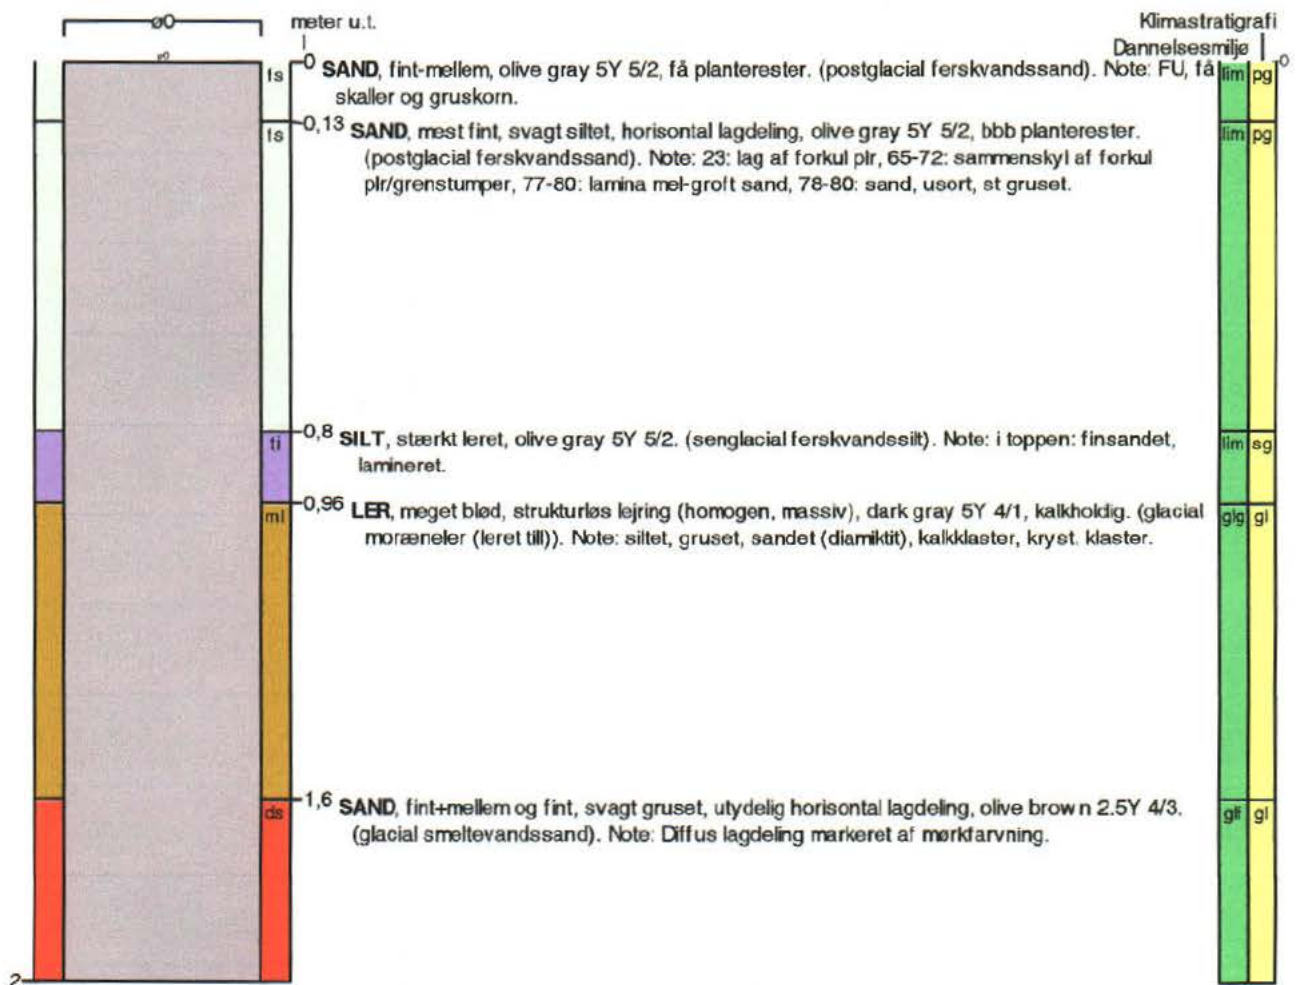 ø0 meter u.t. Klimastratigrafi
Dannelsesmiljø
ø0
fs 0 SAND, fint-mellem, olive gray 5Y 5/2, få planterester. (postglacial ferskvandssand). Note: FU, få lim pg 0
skaller og gruskorn.
fs 0,13 SAND, mest fint, svagt siltet, horisontal lagdeling, olive gray 5Y 5/2, bbb planterester. lim pg
(postglacial ferskvandssand). Note: 23: lag af forkul plr, 65-72: sammenskyl af forkul
plr/grenstumper, 77-80: lamina mel-groft sand, 78-80: sand, usort, st gruset.
ti 0,8 SILT, stærkt leret, olive gray 5Y 5/2. (senglacial ferskvandssilt). Note: i toppen: finsandet, lim sg
lamineret.
ml 0,96 LER, meget blød, strukturløs lejring (homogen, massiv), dark gray 5Y 4/1, kalkholdig. (glacial glg gl
moræneler (leret till)). Note: siltet, gruset, sandet (diamiktit), kalkklaster, kryst. klaster.
ds 1,6 SAND, fint+mellem og fint, svagt gruset, utydelig horisontal lagdeling, olive brown 2.5Y 4/3. glf gl
(glacial smeltevandssand). Note: Diffus lagdeling markeret af mørkfarvning.
2